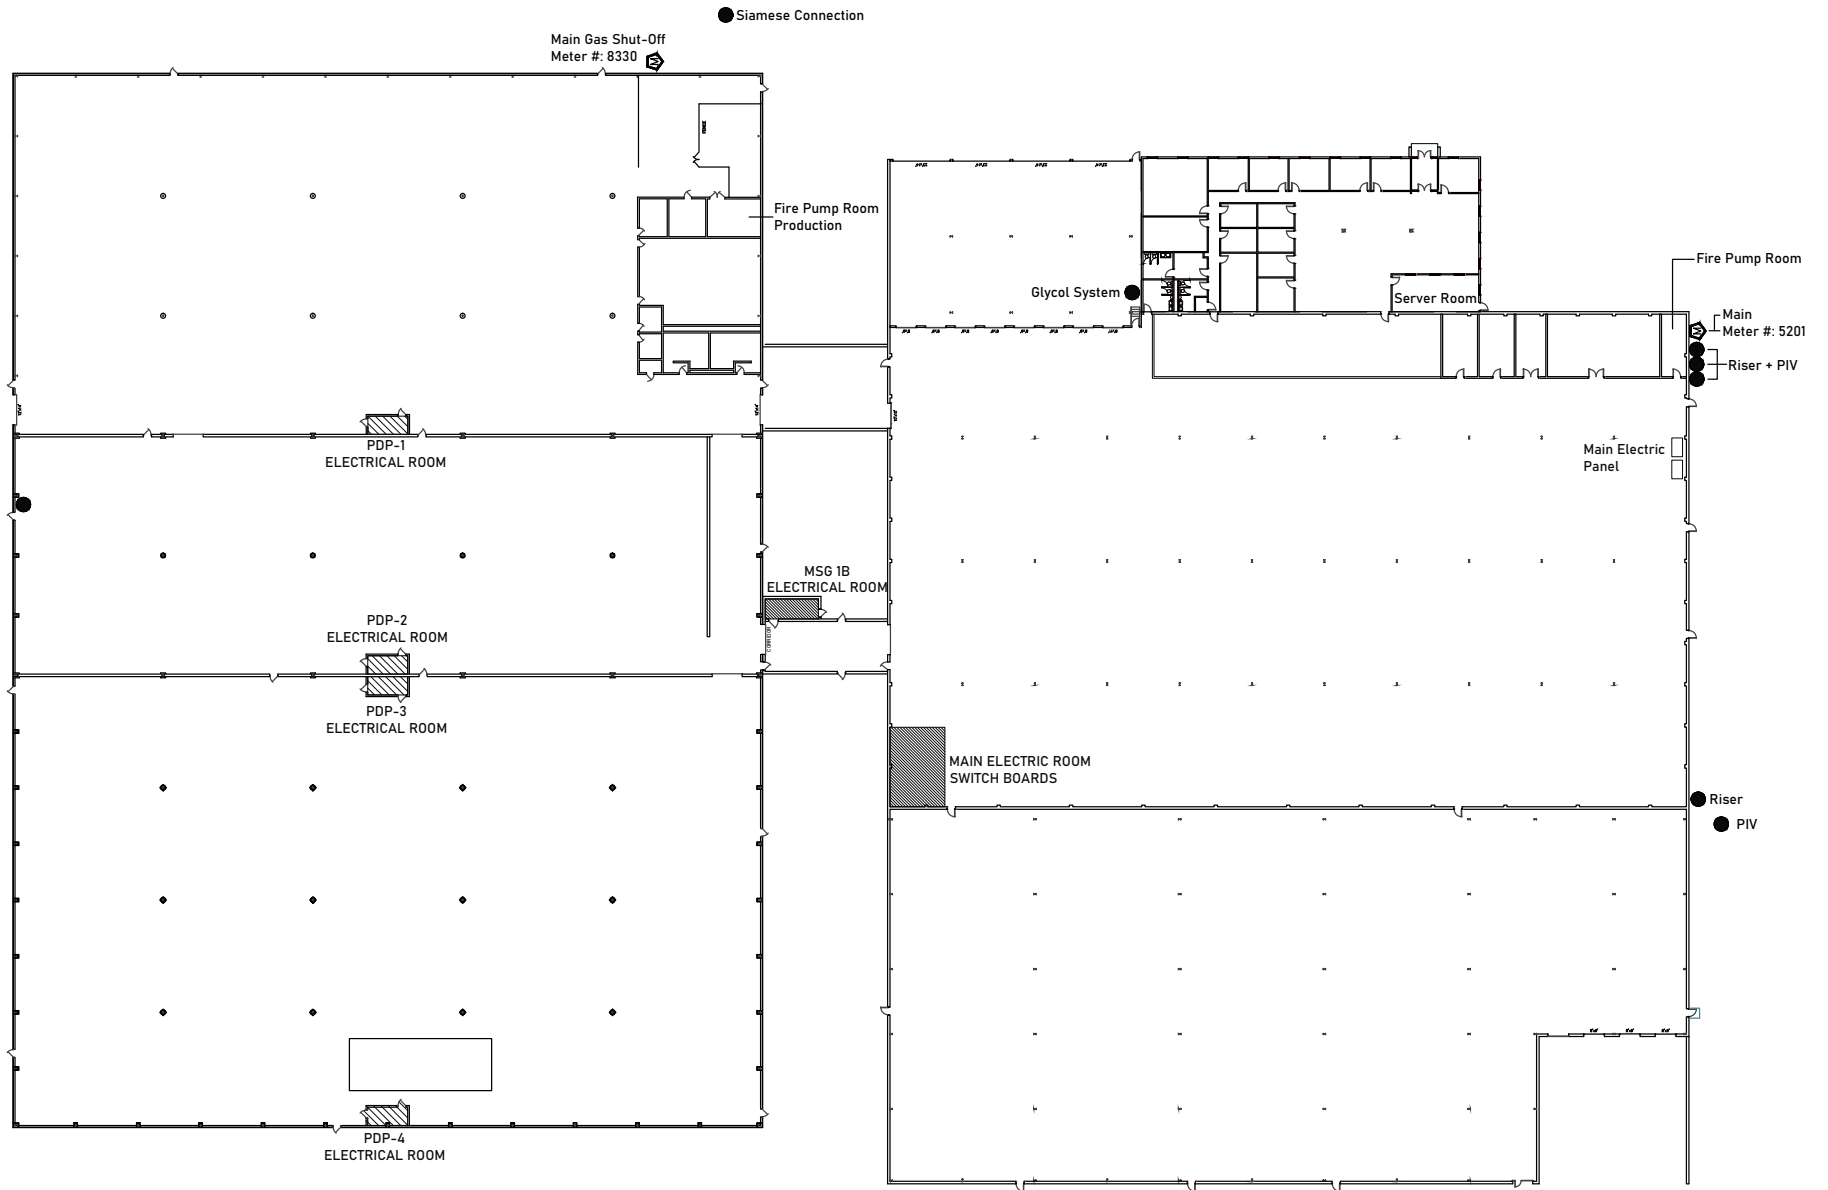 Siamese Connection
Main Gas Shut-Off
Meter #: 8330
M
FENCE
Fire Pump Room
Production
Glycol System
Server Room
Fire Pump Room
M
Main
Meter #: 5201
Riser + PIV
PDP-1
ELECTRICAL ROOM
Main Electric
Panel
MSG 1B
ELECTRICAL ROOM
CORRIDOR
PDP-2
ELECTRICAL ROOM
PDP-3
ELECTRICAL ROOM
MAIN ELECTRIC ROOM
SWITCH BOARDS
Riser
PIV
PDP-4
ELECTRICAL ROOM